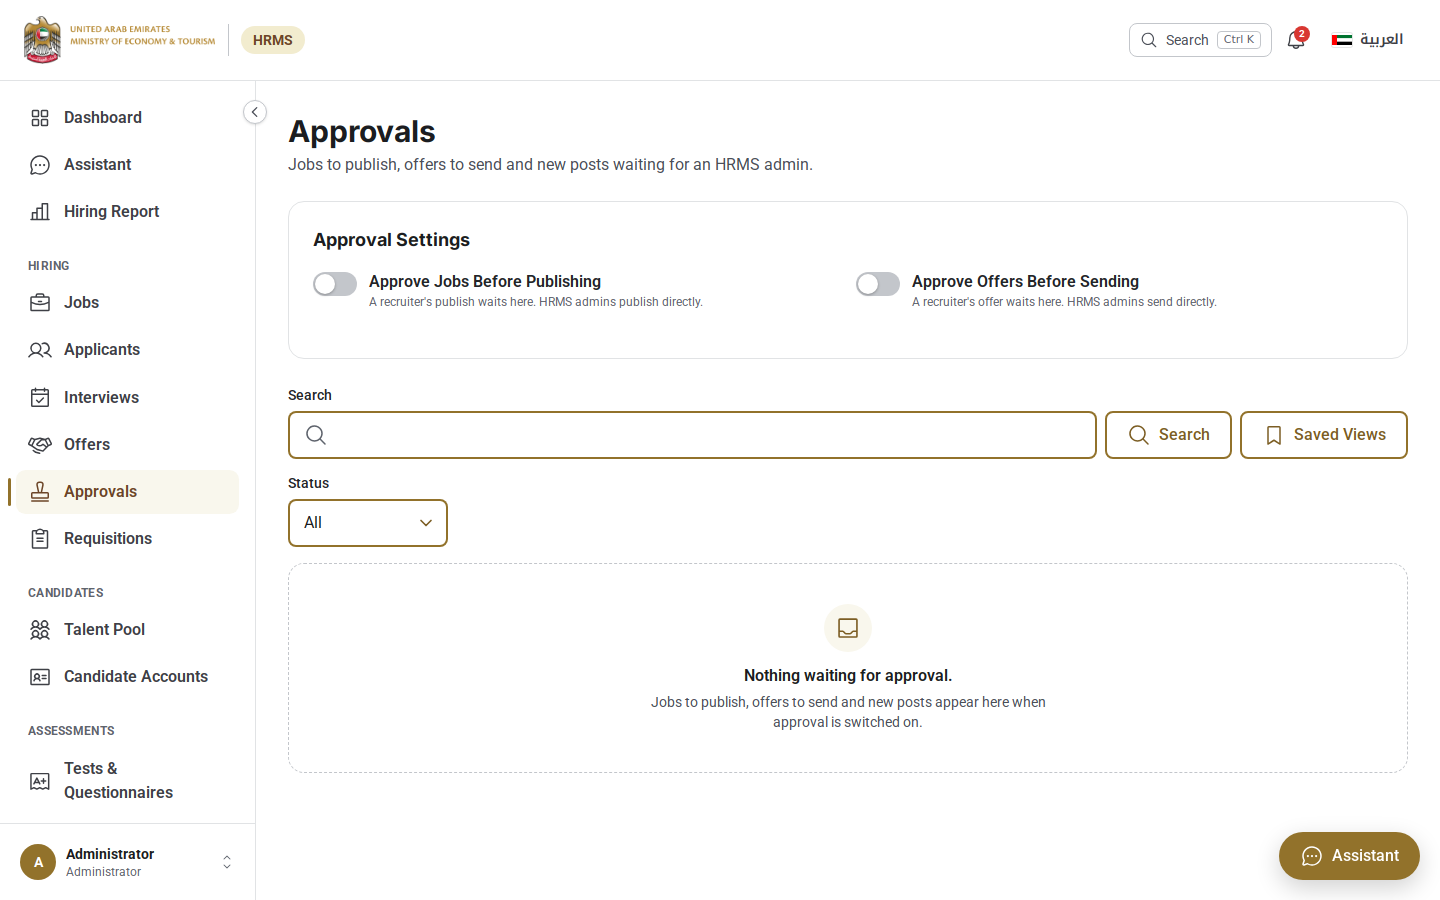 UNITED ARAB EMIRATES
MINISTRY OF ECONOMY & TOURISM
HRMS
Search
Ctrl K
2
العربية
Dashboard
Assistant
Hiring Report
HIRING
Jobs
Applicants
Interviews
Offers
Approvals
Requisitions
CANDIDATES
Talent Pool
Candidate Accounts
ASSESSMENTS
Tests &
Questionnaires
A
Administrator
Administrator
Approvals
Jobs to publish, offers to send and new posts waiting for an HRMS admin.
Approval Settings
Approve Jobs Before Publishing
A recruiter's publish waits here. HRMS admins publish directly.
Approve Offers Before Sending
A recruiter's offer waits here. HRMS admins send directly.
Search
Search
Saved Views
Status
All
Nothing waiting for approval.
Jobs to publish, offers to send and new posts appear here when
approval is switched on.
Assistant